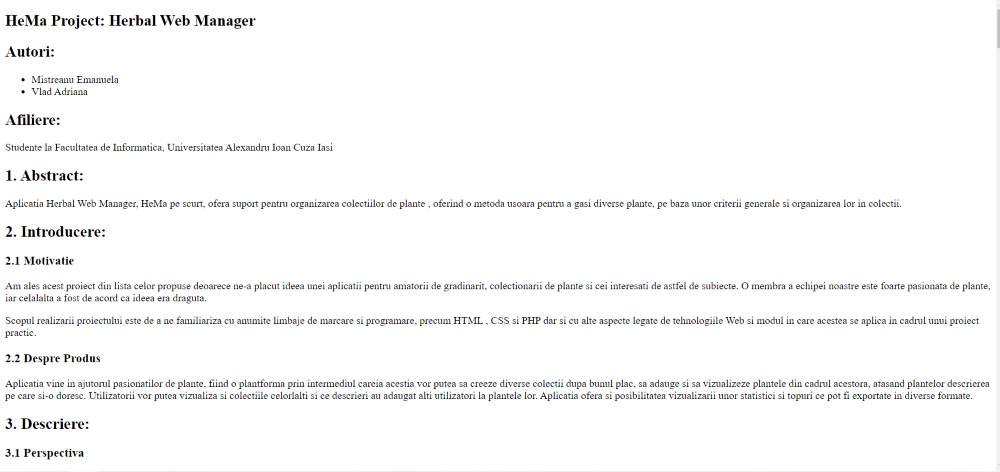 HeMa Project: Herbal Web Manager
Autori:
Mistreanu Emanuela
Vlad Adriana
Afiliere:
Studente la Facultatea de Informatica, Universitatea Alexandru Ioan Cuza Iasi
1. Abstract:
Aplicatia Herbal Web Manager, HeMa pe scurt, ofera suport pentru organizarea colectiilor de plante , oferind o metoda usoara pentru a gasi diverse plante, pe baza unor criterii generale si organizarea lor in colectii.
2. Introducere:
2.1 Motivatie
Am ales acest proiect din lista celor propuse deoarece ne-a placut ideea unei aplicatii pentru amatorii de gradinarit, colectionarii de plante si cei interesati de astfel de subiecte. O membra a echipei noastre este foarte pasionata de plante,
iar celalalta a fost de acord ca ideea era draguta.
Scopul realizarii proiectului este de a ne familiariza cu anumite limbaje de marcare si programare, precum HTML , CSS si PHP dar si cu alte aspecte legate de tehnologiile Web si modul in care acestea se aplica in cadrul unui proiect
practic.
2.2 Despre Produs
Aplicatia vine in ajutorul pasionatilor de plante, fiind o plantforma prin intermediul careia acestia vor putea sa creeze diverse colectii dupa bunul plac, sa adauge si sa vizualizeze plantele din cadrul acestora, atasand plantelor descrierea
pe care si-o doresc. Utilizatorii vor putea vizualiza si colectiile celorlalti si ce descrieri au adaugat alti utilizatori la plantele lor. Aplicatia ofera si posibilitatea vizualizarii unor statistici si topuri ce pot fi exportate in diverse formate.
3. Descriere:
3.1 Perspectiva